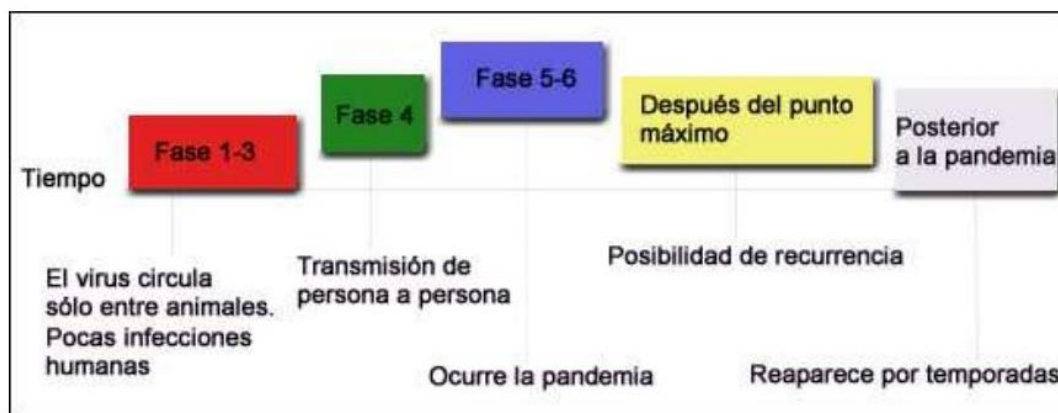 Fase 1-3
Fase 4
Fase 5-6
Después del punto
máximo
Posterior
a la pandemia
Tiempo
El virus circula
sólo entre animales.
Pocas infecciones
humanas
Transmisión de
persona a persona
Ocurre la pandemia
Posibilidad de recurrencia
Reaparece por temporadas